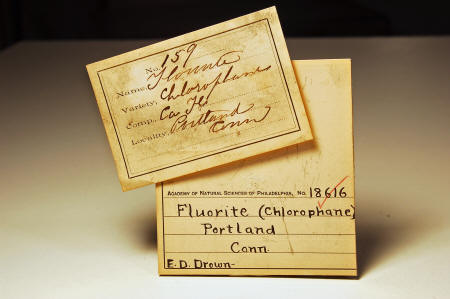 No. 159
Name, Fluorite
Variety, Chlorophane
Comp., Ca. Fl.
Locality, Portland
Conn
ACADEMY OF NATURAL SCIENCES OF PHILADELPHIA, No. 18616
Fluorite (Chlorophane)
Portland
Conn.
E. D. Drown-